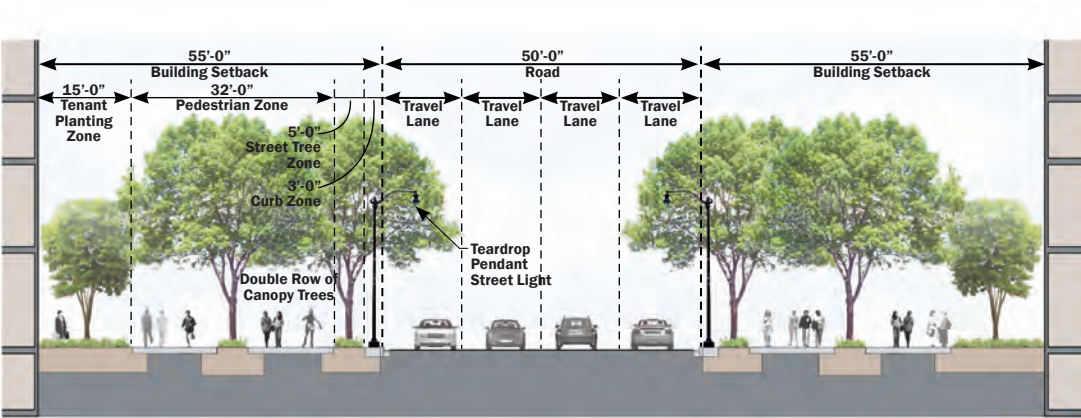 55’-0”
Building Setback
50’-0”
Road
55’-0”
Building Setback
15’-0”
Tenant
Planting
Zone
32’-0”
Pedestrian Zone
5’-0”
Street Tree
Zone
3’-0”
Curb Zone
Travel
Lane
Travel
Lane
Travel
Lane
Travel
Lane
Teardrop
Pendant
Street Light
Double Row of
Canopy Trees